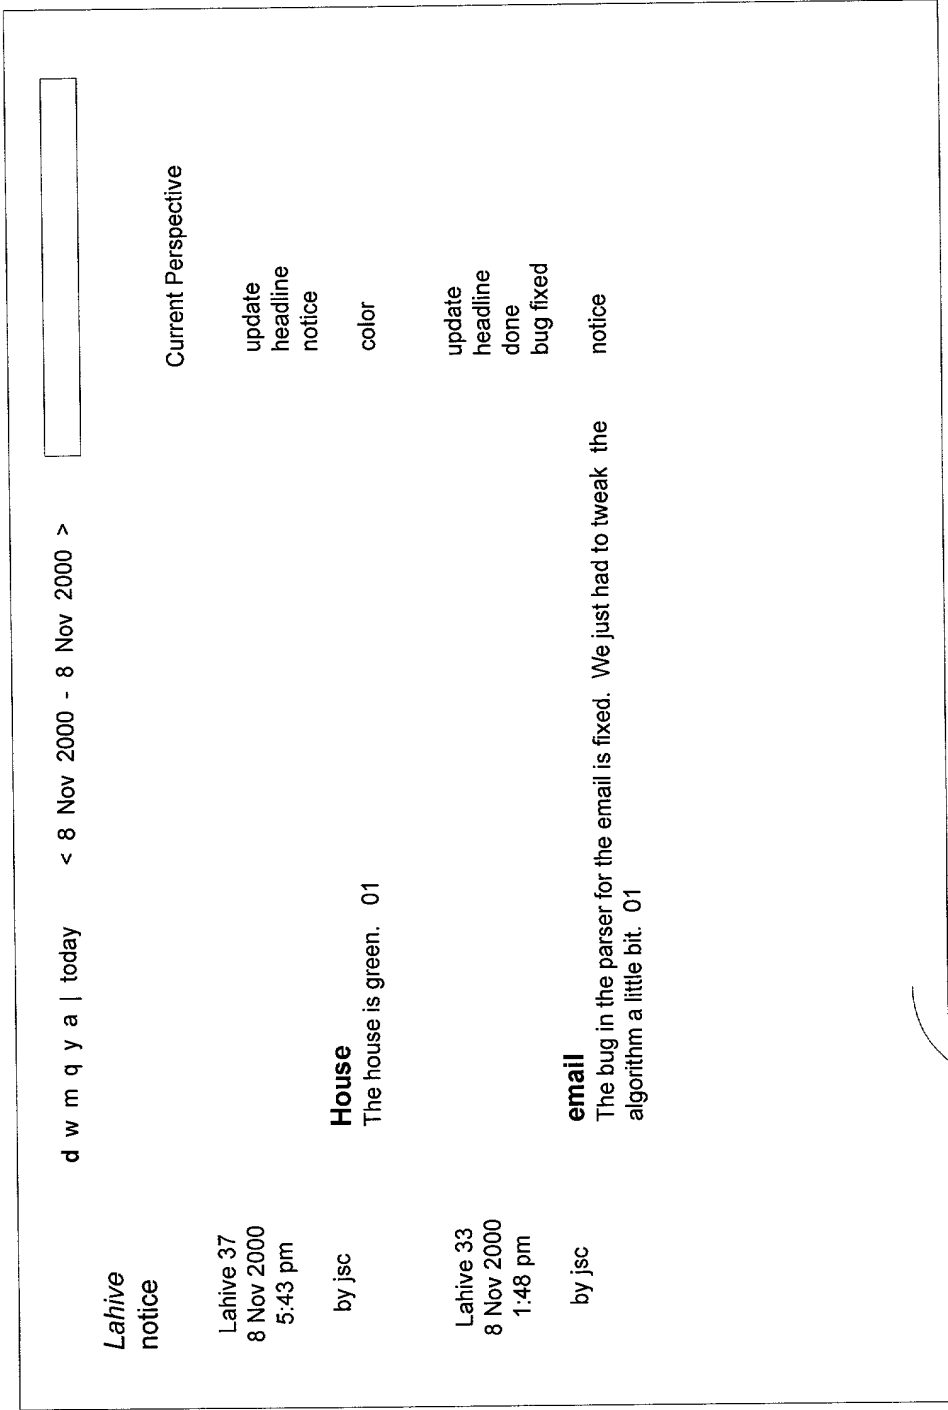 d w m q y a | today < 8 Nov 2000 - 8 Nov 2000 >
Lahive
notice
Current Perspective
Lahive 37
8 Nov 2000
5:43 pm
update
headline
notice
by jsc
House
The house is green. 01
color
Lahive 33
8 Nov 2000
1:48 pm
update
headline
done
bug fixed
by jsc
email
The bug in the parser for the email is fixed. We just had to tweak the
algorithm a little bit. 01
notice